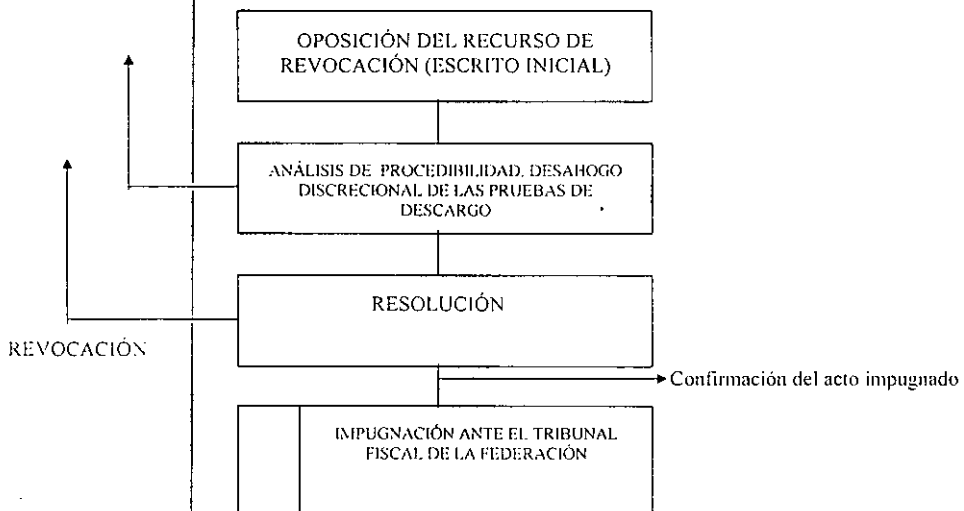 OPOSICIÓN DEL RECURSO DE
REVOCACIÓN (ESCRITO INICIAL)
ANÁLISIS DE PROCEDIBILIDAD, DESAHOGO
DISCRECIONAL DE LAS PRUEBAS DE
DESCARGO
RESOLUCIÓN
REVOCACIÓN
Confirmación del acto impugnado
IMPUGNACIÓN ANTE EL TRIBUNAL
FISCAL DE LA FEDERACIÓN